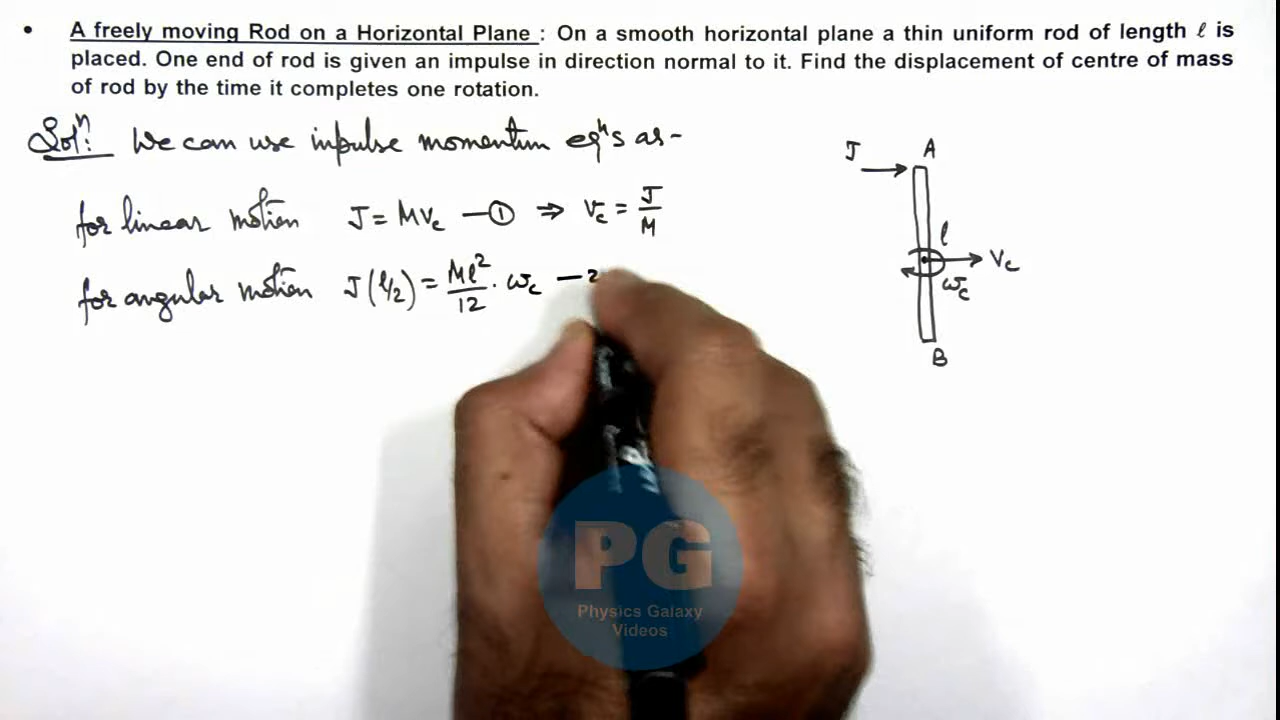 • A freely moving Rod on a Horizontal Plane : On a smooth horizontal plane a thin uniform rod of length ℓ is
placed. One end of rod is given an impulse in direction normal to it. Find the displacement of centre of mass
of rod by the time it completes one rotation.
Solⁿ: We can use impulse momentum eqⁿs as-
for linear motion J = Mv_c —① ⇒ v_c = J/M
for angular motion J(ℓ/2) = Mℓ²/12 · ω_c —2
J
A
ℓ
v_c
ω_c
B
PG
Physics Galaxy
Videos